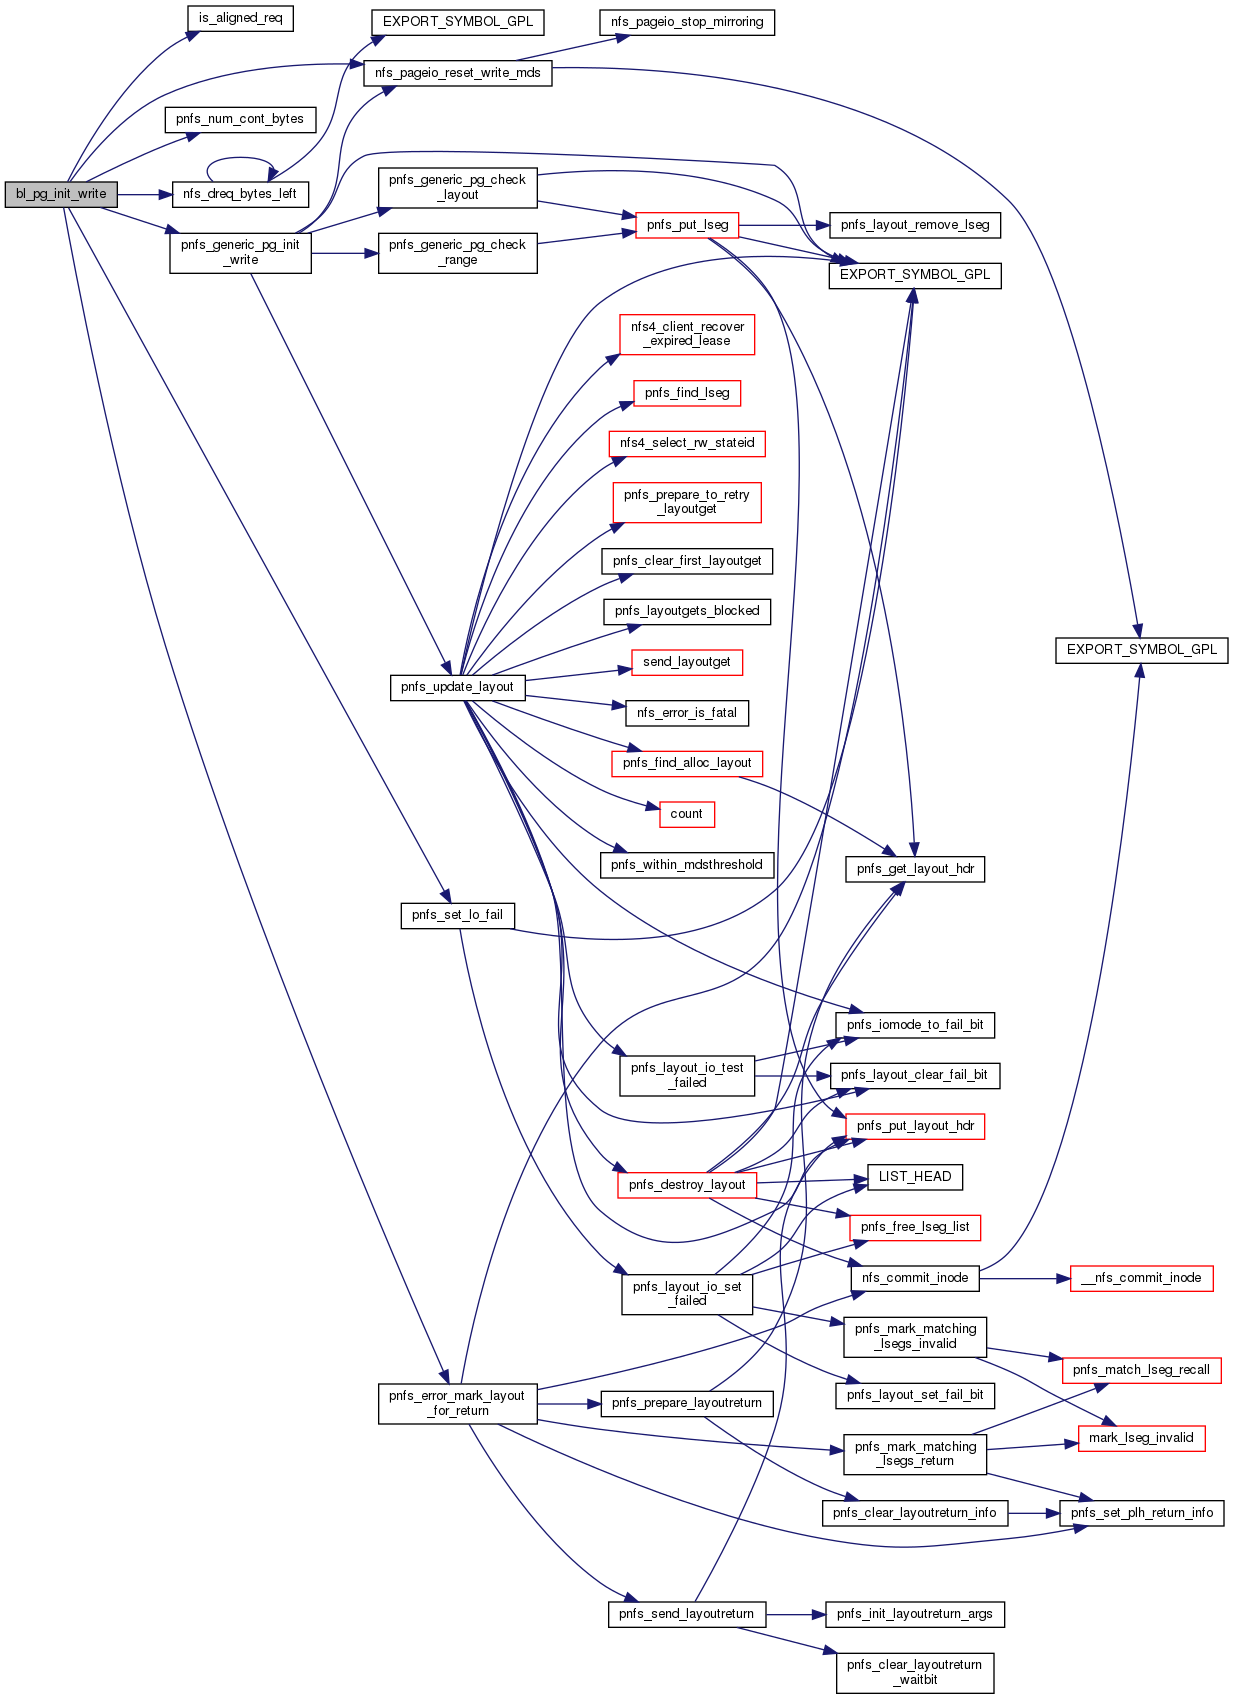 is_aligned_req
EXPORT_SYMBOL_GPL
nfs_pageio_stop_mirroring
nfs_pageio_reset_write_mds
pnfs_num_cont_bytes
bl_pg_init_write
nfs_dreq_bytes_left
pnfs_generic_pg_check
_layout
pnfs_put_lseg
pnfs_layout_remove_lseg
pnfs_generic_pg_init
_write
pnfs_generic_pg_check
_range
EXPORT_SYMBOL_GPL
nfs4_client_recover
_expired_lease
pnfs_find_lseg
nfs4_select_rw_stateid
pnfs_prepare_to_retry
_layoutget
pnfs_clear_first_layoutget
pnfs_layoutgets_blocked
EXPORT_SYMBOL_GPL
send_layoutget
pnfs_update_layout
nfs_error_is_fatal
pnfs_find_alloc_layout
count
pnfs_within_mdsthreshold
pnfs_get_layout_hdr
pnfs_set_lo_fail
pnfs_iomode_to_fail_bit
pnfs_layout_io_test
_failed
pnfs_layout_clear_fail_bit
pnfs_put_layout_hdr
pnfs_destroy_layout
LIST_HEAD
pnfs_free_lseg_list
nfs_commit_inode
__nfs_commit_inode
pnfs_layout_io_set
_failed
pnfs_mark_matching
_lsegs_invalid
pnfs_match_lseg_recall
pnfs_error_mark_layout
_for_return
pnfs_prepare_layoutreturn
pnfs_layout_set_fail_bit
mark_lseg_invalid
pnfs_mark_matching
_lsegs_return
pnfs_clear_layoutreturn_info
pnfs_set_plh_return_info
pnfs_send_layoutreturn
pnfs_init_layoutreturn_args
pnfs_clear_layoutreturn
_waitbit